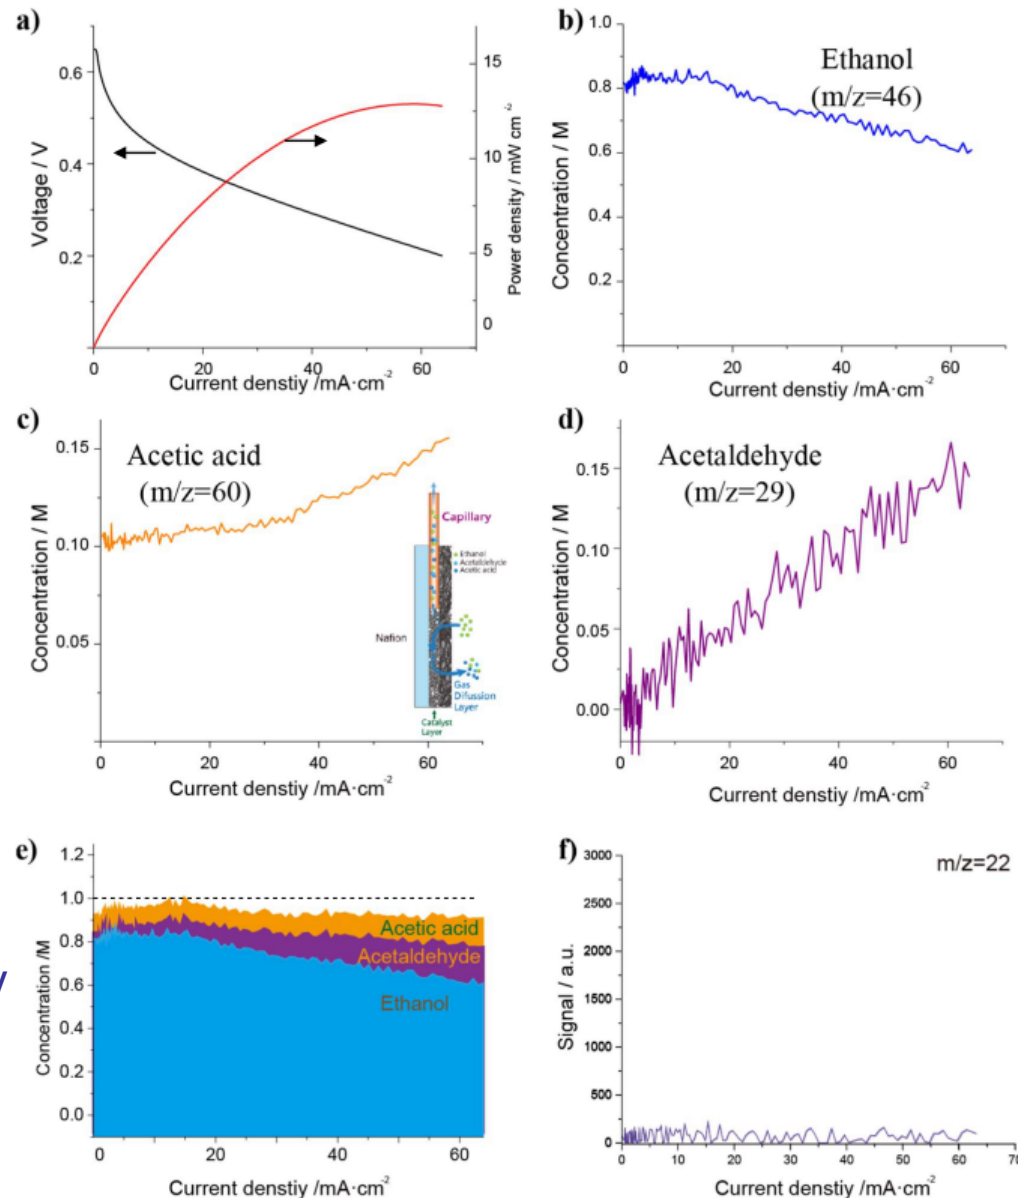 a)
Voltage / V
0.6
0.4
0.2
0
20
40
60
Current denstiy /mA·cm-2
15
10
5
0
Power density / mW cm-2
b)
Ethanol
(m/z=46)
Concentration / M
1.0
0.8
0.6
0.4
0.2
0
20
40
60
Current denstiy /mA·cm-2
c)
Acetic acid
(m/z=60)
Concentration / M
0.15
0.10
0.05
0
20
40
60
Current denstiy /mA·cm-2
Capillary
Ethanol
Acetaldehyde
Acetic acid
Nafion
Gas
Difussion
Layer
Catalyst
Layer
d)
Acetaldehyde
(m/z=29)
Concentration / M
0.15
0.10
0.05
0.00
0
20
40
60
Current denstiy /mA·cm-2
e)
Concentration /M
1.2
1.0
0.8
0.6
0.4
0.2
0.0
Acetic acid
Acetaldehyde
Ethanol
0
20
40
60
Current denstiy /mA·cm-2
y
f)
m/z=22
Signal / a.u.
3000
2500
2000
1500
1000
500
0
0
10
20
30
40
50
60
70
Current denstiy /mA·cm-2